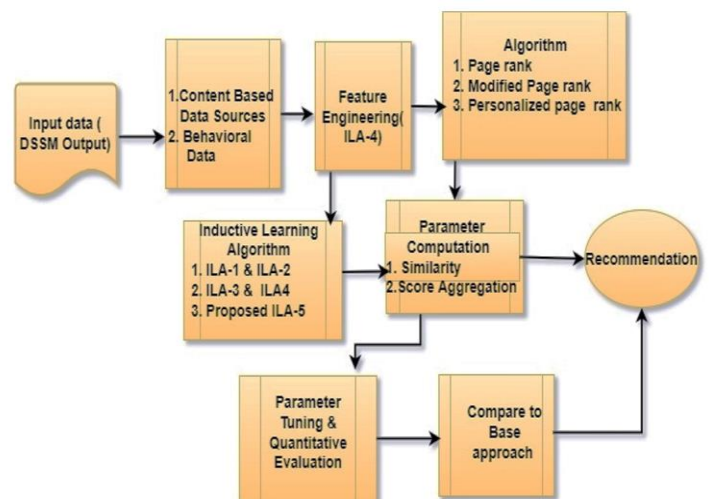 Input data (
DSSM Output)
1.Content Based
Data Sources
2. Behavioral
Data
Feature
Engineering(
ILA-4)
Algorithm
1. Page rank
2. Modified Page rank
3. Personalized page rank
Inductive Learning
Algorithm
1. ILA-1 & ILA-2
2. ILA-3 & ILA4
3. Proposed ILA-5
Parameter
Computation
1. Similarity
2.Score Aggregation
Recommendation
Parameter
Tuning &
Quantitative
Evaluation
Compare to
Base
approach